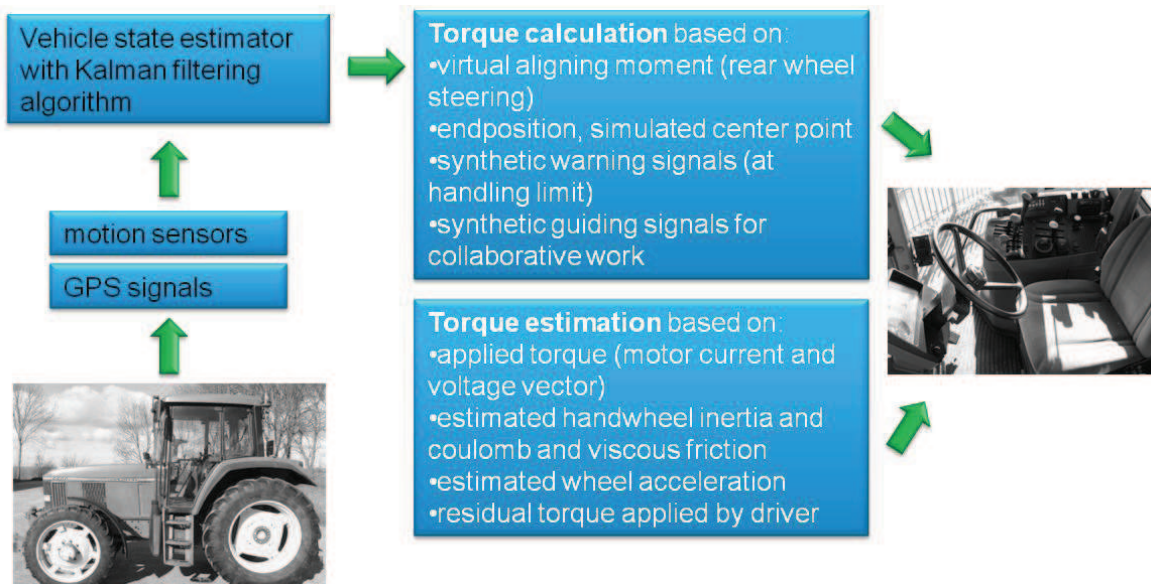 Vehicle state estimator
with Kalman filtering
algorithm
motion sensors
GPS signals
Torque calculation based on:
•virtual aligning moment (rear wheel
steering)
•endposition, simulated center point
•synthetic warning signals (at
handling limit)
•synthetic guiding signals for
collaborative work
Torque estimation based on:
•applied torque (motor current and
voltage vector)
•estimated handwheel inertia and
coulomb and viscous friction
•estimated wheel acceleration
•residual torque applied by driver